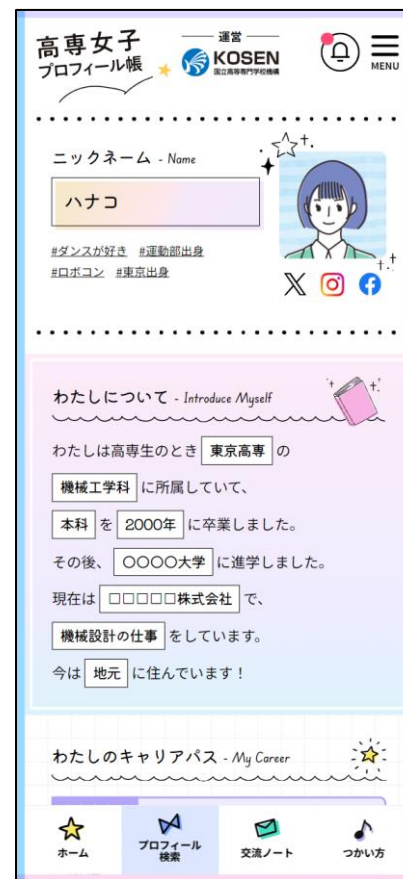 高専女子
プロフィール帳
運営
KOSEN
国立高等専門学校機構
MENU
ニックネーム - Name
ハナコ
#ダンスが好き #運動部出身
#ロボコン #東京出身
わたしについて - Introduce Myself
わたしは高専生のとき 東京高専 の
機械工学科 に所属していて、
本科 を 2000年 に卒業しました。
その後、 〇〇〇〇大学 に進学しました。
現在は □□□□□株式会社 で、
機械設計の仕事 をしています。
今は 地元 に住んでいます！
わたしのキャリアパス - My Career
ホーム
プロフィール
検索
交流ノート
つかい方